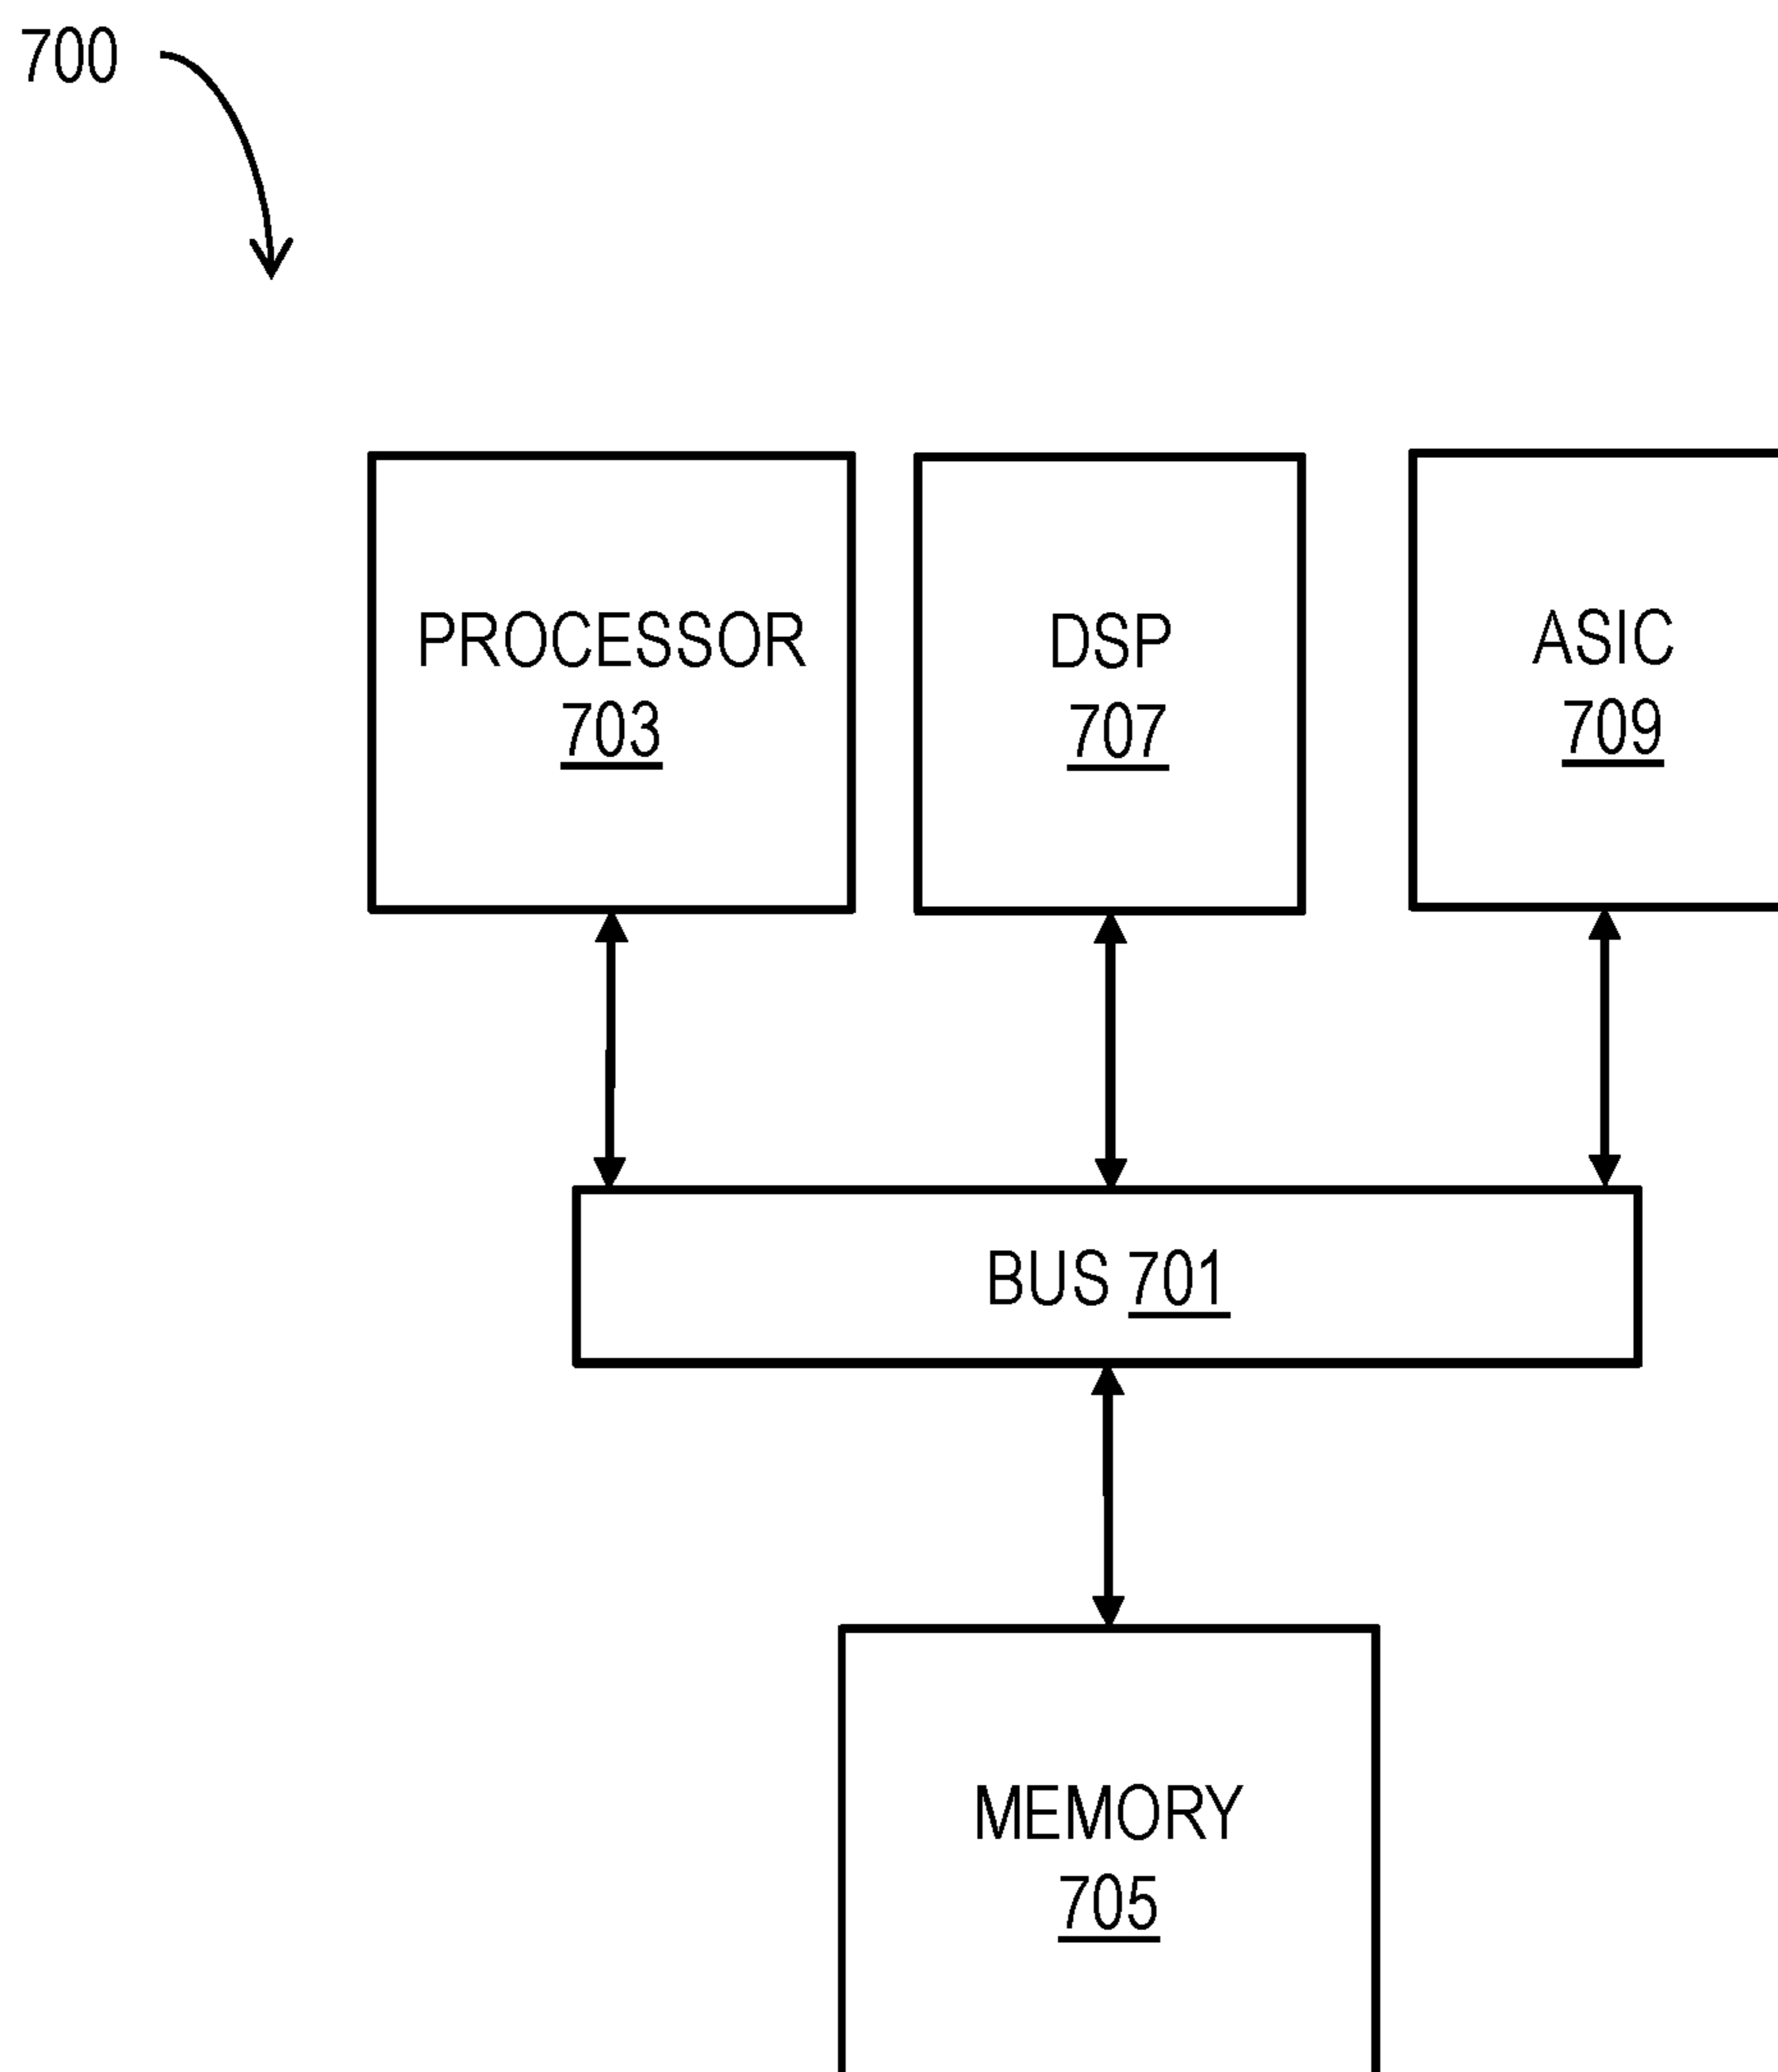 700
PROCESSOR
703
DSP
707
ASIC
709
BUS 701
MEMORY
705